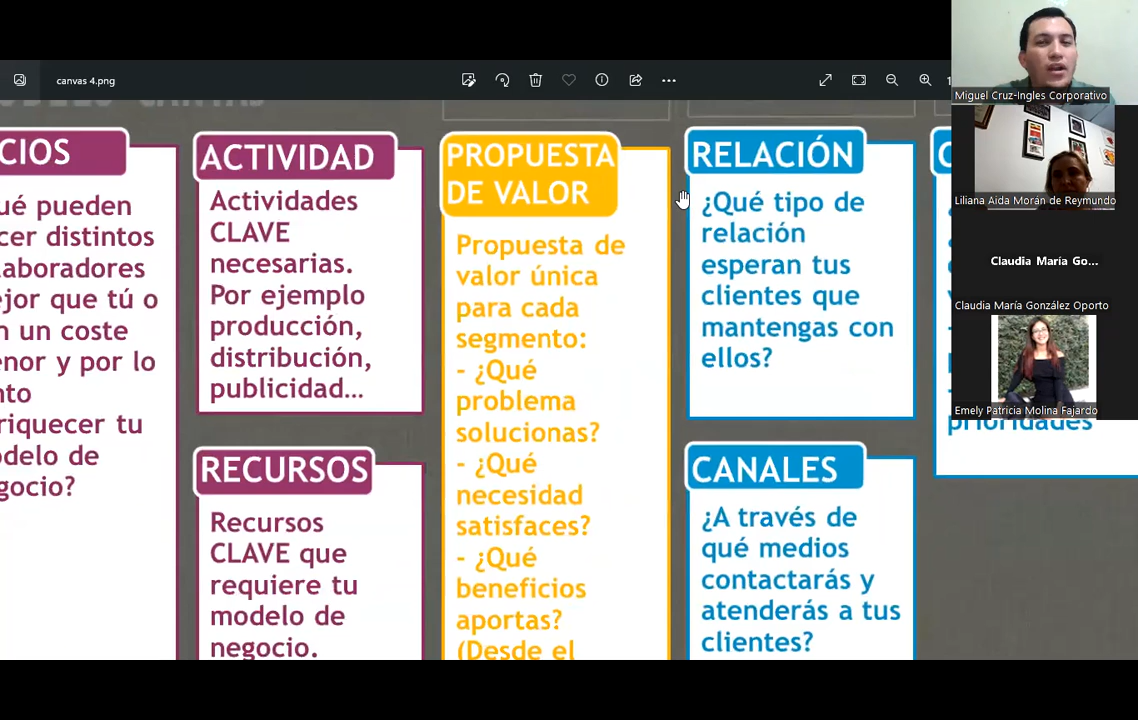 canvas 4.png
CIOS
ué pueden
cer distintos
laboradores
ejor que tú o
n un coste
enor y por lo
nto
riquecer tu
odelo de
gocio?
ACTIVIDAD
Actividades
CLAVE
necesarias.
Por ejemplo
producción,
distribución,
publicidad...
RECURSOS
Recursos
CLAVE que
requiere tu
modelo de
negocio.
PROPUESTA
DE VALOR
Propuesta de
valor única
para cada
segmento:
- ¿Qué
problema
solucionas?
- ¿Qué
necesidad
satisfaces?
- ¿Qué
beneficios
aportas?
(Desde el
RELACIÓN
¿Qué tipo de
relación
esperan tus
clientes que
mantengas con
ellos?
CANALES
¿A través de
qué medios
contactarás y
atenderás a tus
clientes?
prioridades
Miguel Cruz-Ingles Corporativo
Liliana Aida Morán de Reymundo
Claudia María Go...
Claudia María González Oporto
Emely Patricia Molina Fajardo